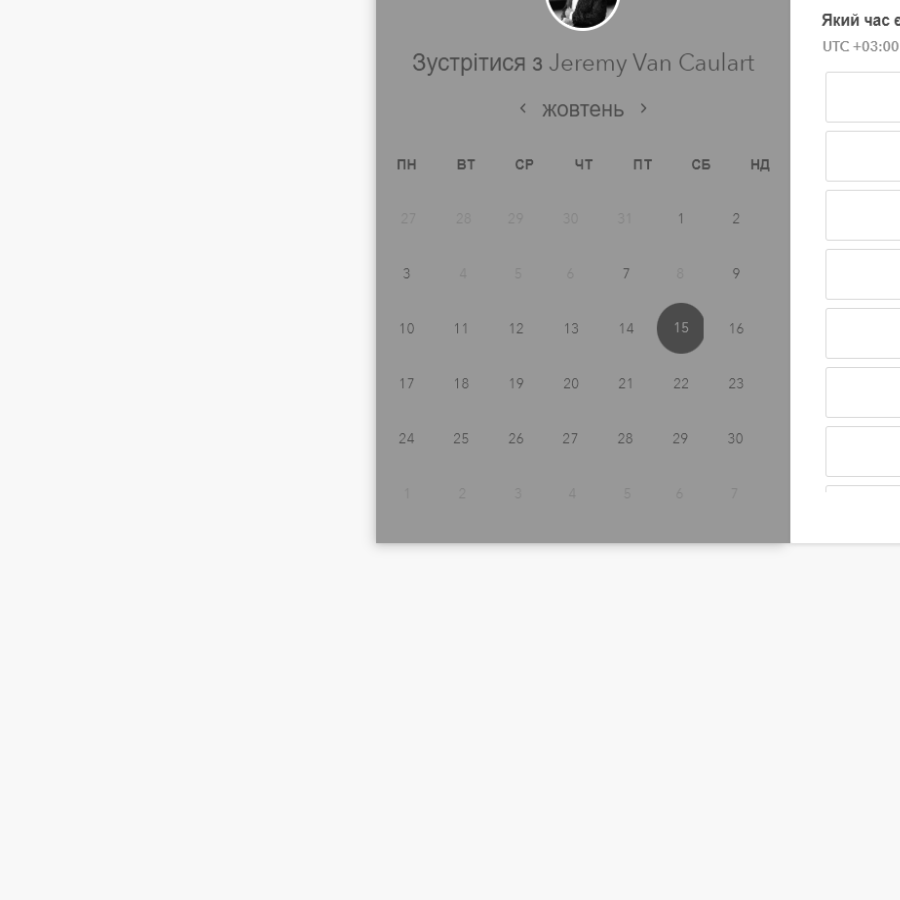 Зустрітися з Jeremy Van Caulart
жовтень
ПН ВТ СР ЧТ ПТ СБ НД
27 28 29 30 31 1 2
3 4 5 6 7 8 9
10 11 12 13 14 15 16
17 18 19 20 21 22 23
24 25 26 27 28 29 30
1 2 3 4 5 6 7
Який час є
UTC +03:00